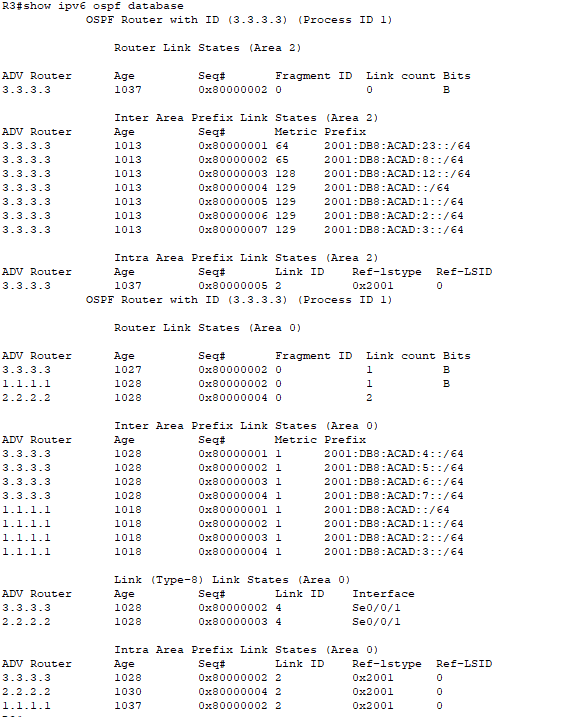 R3#show ipv6 ospf database
OSPF Router with ID (3.3.3.3) (Process ID 1)
Router Link States (Area 2)
ADV Router Age Seq# Fragment ID Link count Bits
3.3.3.3 1037 0x80000002 0 0 B
Inter Area Prefix Link States (Area 2)
ADV Router Age Seq# Metric Prefix
3.3.3.3 1013 0x80000001 64 2001:DB8:ACAD:23::/64
3.3.3.3 1013 0x80000002 65 2001:DB8:ACAD:8::/64
3.3.3.3 1013 0x80000003 128 2001:DB8:ACAD:12::/64
3.3.3.3 1013 0x80000004 129 2001:DB8:ACAD::/64
3.3.3.3 1013 0x80000005 129 2001:DB8:ACAD:1::/64
3.3.3.3 1013 0x80000006 129 2001:DB8:ACAD:2::/64
3.3.3.3 1013 0x80000007 129 2001:DB8:ACAD:3::/64
Intra Area Prefix Link States (Area 2)
ADV Router Age Seq# Link ID Ref-lstype Ref-LSID
3.3.3.3 1037 0x80000005 2 0x2001 0
OSPF Router with ID (3.3.3.3) (Process ID 1)
Router Link States (Area 0)
ADV Router Age Seq# Fragment ID Link count Bits
3.3.3.3 1027 0x80000002 0 1 B
1.1.1.1 1028 0x80000002 0 1 B
2.2.2.2 1028 0x80000004 0 2
Inter Area Prefix Link States (Area 0)
ADV Router Age Seq# Metric Prefix
3.3.3.3 1028 0x80000001 1 2001:DB8:ACAD:4::/64
3.3.3.3 1028 0x80000002 1 2001:DB8:ACAD:5::/64
3.3.3.3 1028 0x80000003 1 2001:DB8:ACAD:6::/64
3.3.3.3 1028 0x80000004 1 2001:DB8:ACAD:7::/64
1.1.1.1 1018 0x80000001 1 2001:DB8:ACAD::/64
1.1.1.1 1018 0x80000002 1 2001:DB8:ACAD:1::/64
1.1.1.1 1018 0x80000003 1 2001:DB8:ACAD:2::/64
1.1.1.1 1018 0x80000004 1 2001:DB8:ACAD:3::/64
Link (Type-8) Link States (Area 0)
ADV Router Age Seq# Link ID Interface
3.3.3.3 1028 0x80000002 4 Se0/0/1
2.2.2.2 1028 0x80000003 4 Se0/0/1
Intra Area Prefix Link States (Area 0)
ADV Router Age Seq# Link ID Ref-lstype Ref-LSID
3.3.3.3 1028 0x80000002 2 0x2001 0
2.2.2.2 1030 0x80000004 2 0x2001 0
1.1.1.1 1037 0x80000002 2 0x2001 0